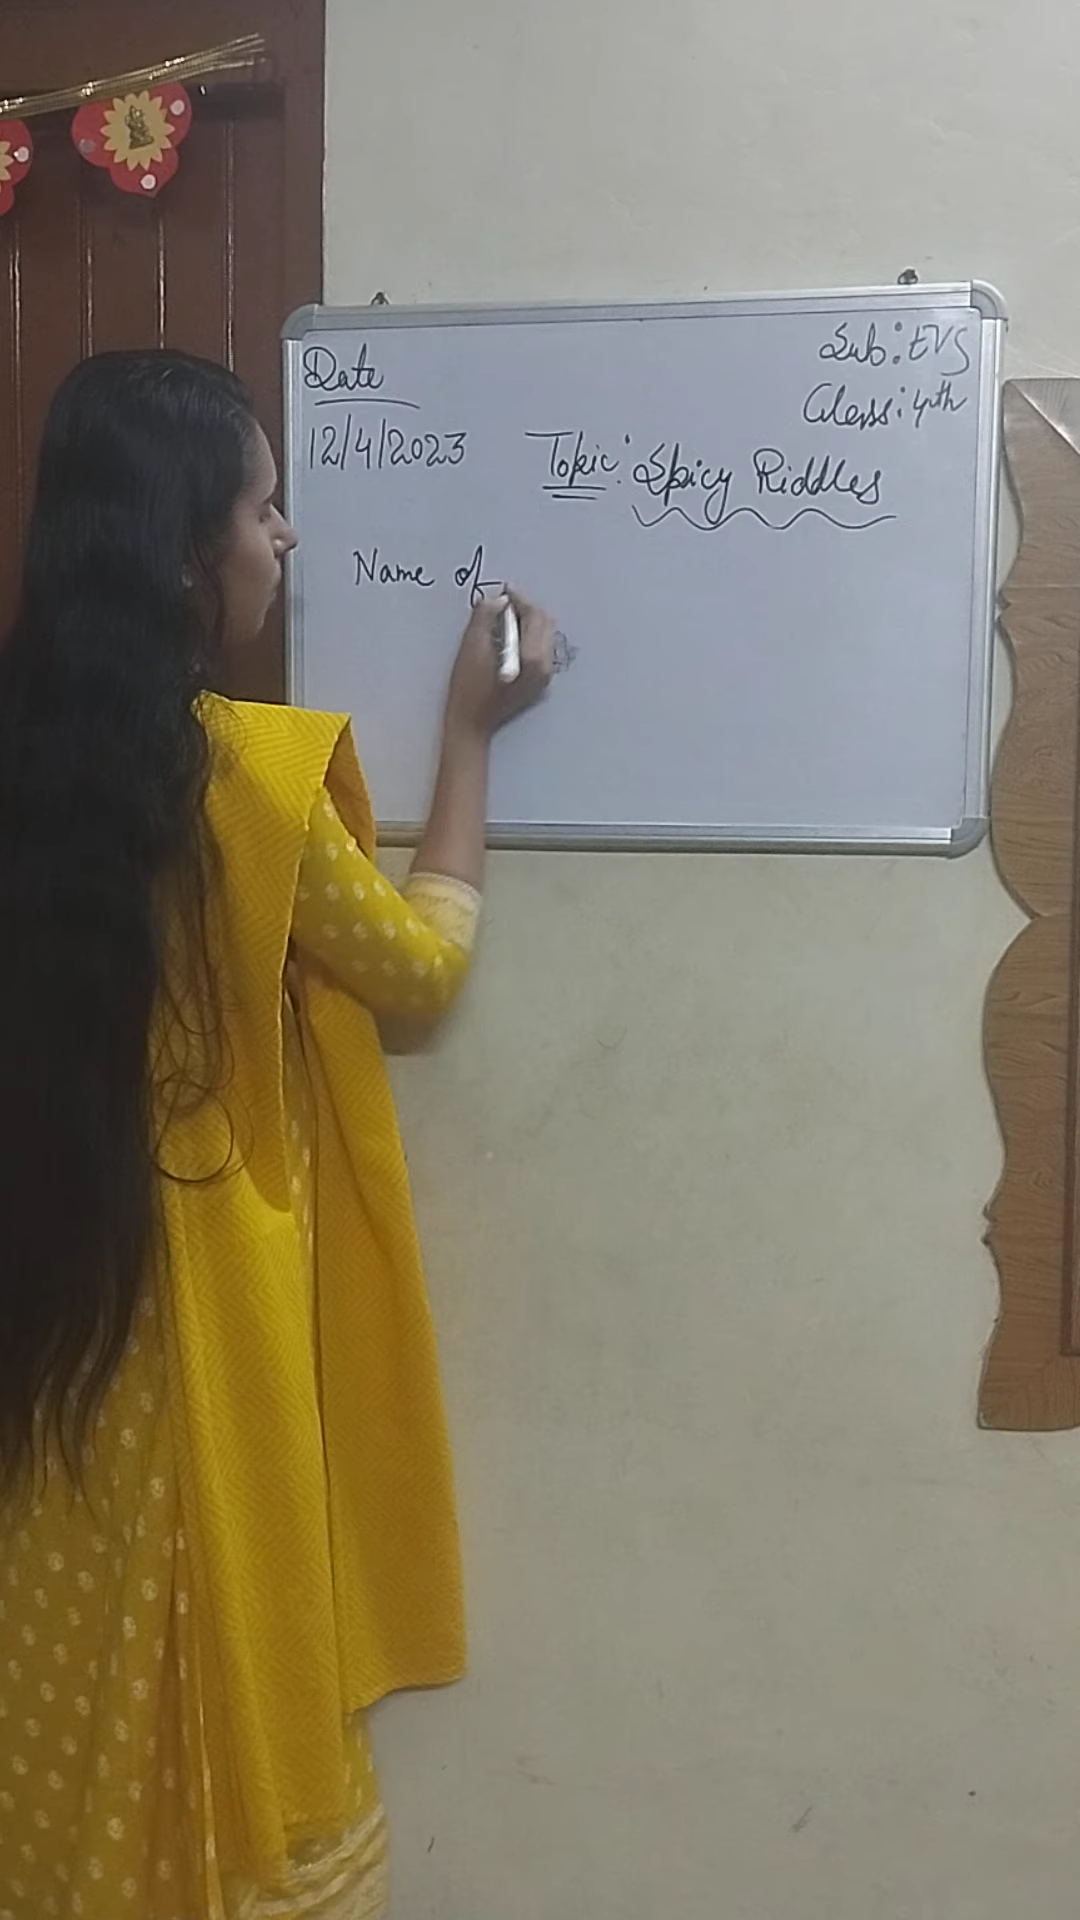 Date
12/4/2023
Sub: EVS
Class: 4th
Topic: Spicy Riddles
Name of